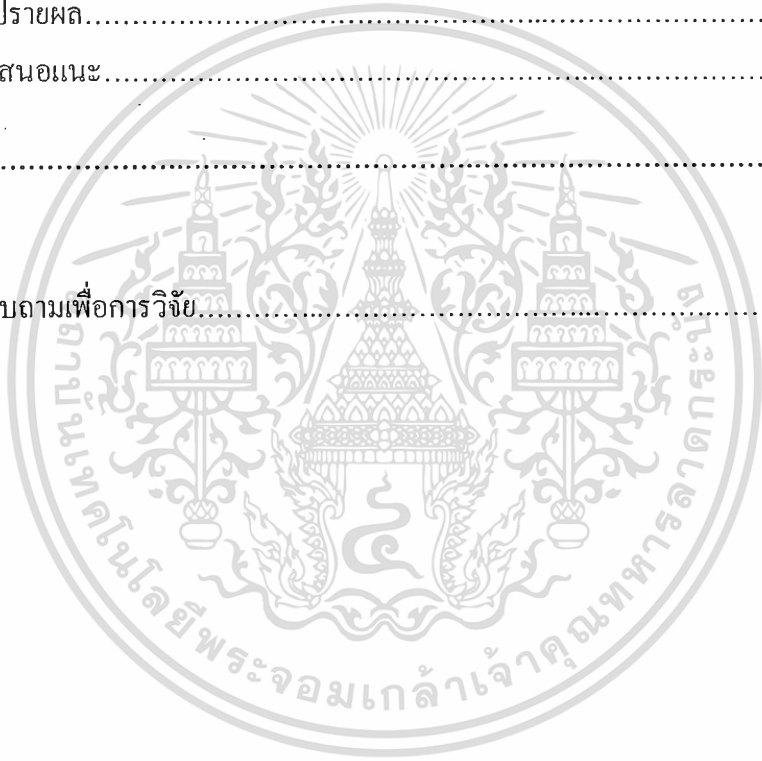 ปรายผล
สนอแนะ
บถามเพื่อการวิจัย
สถาบันเทคโนโลยีพระจอมเกล้าเจ้าคุณทหารลาดกระบัง
๔